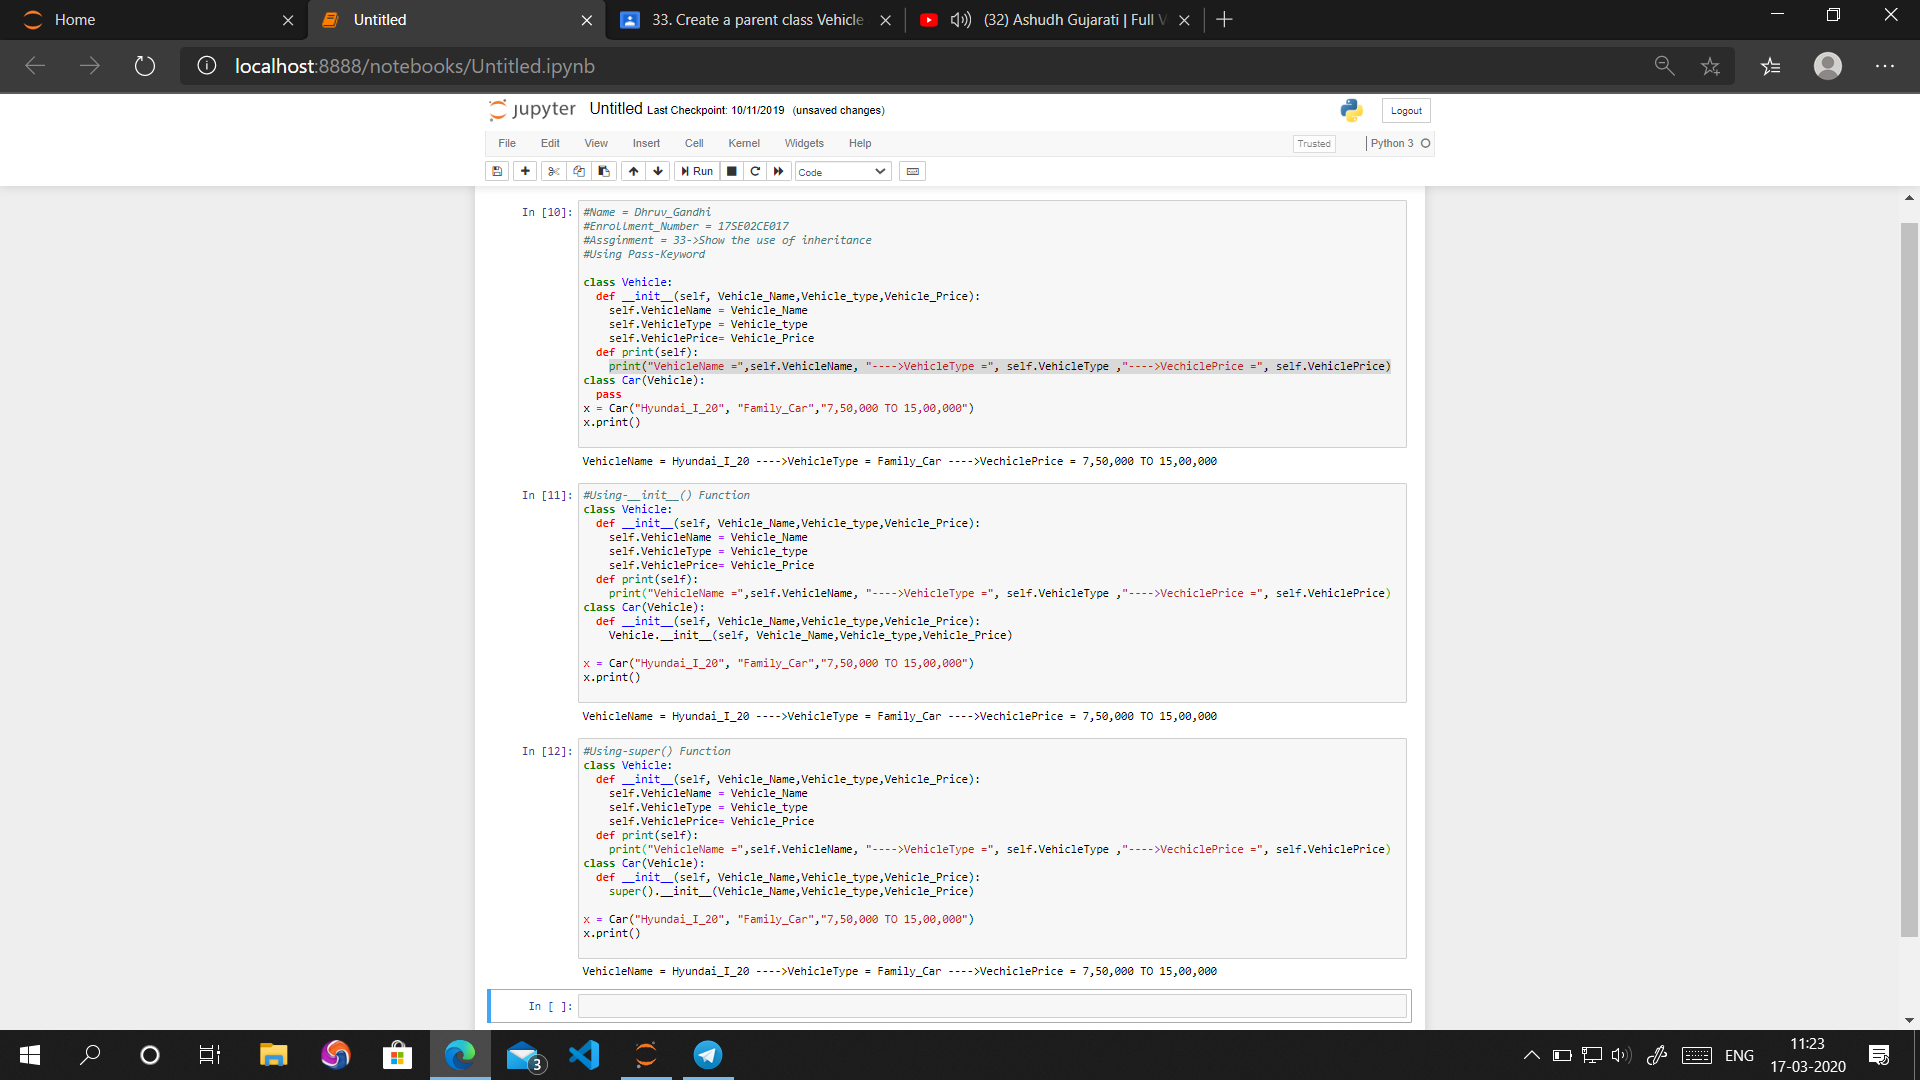 Home
Untitled
33. Create a parent class Vehicle
(32) Ashudh Gujarati | Full V
localhost:8888/notebooks/Untitled.ipynb
jupyter Untitled Last Checkpoint: 10/11/2019 (unsaved changes)
Logout
File Edit View Insert Cell Kernel Widgets Help
Trusted
Python 3
Run
Code
In [10]:
#Name = Dhruv_Gandhi
#Enrollment_Number = 17SE02CE017
#Assginment = 33->Show the use of inheritance
#Using Pass-Keyword
class Vehicle:
def __init__(self, Vehicle_Name,Vehicle_type,Vehicle_Price):
self.VehicleName = Vehicle_Name
self.VehicleType = Vehicle_type
self.VehiclePrice= Vehicle_Price
def print(self):
print("VehicleName =",self.VehicleName, "---->VehicleType =", self.VehicleType ,"---->VechiclePrice =", self.VehiclePrice)
class Car(Vehicle):
pass
x = Car("Hyundai_I_20", "Family_Car","7,50,000 TO 15,00,000")
x.print()
VehicleName = Hyundai_I_20 ---->VehicleType = Family_Car ---->VechiclePrice = 7,50,000 TO 15,00,000
In [11]:
#Using-__init__() Function
class Vehicle:
def __init__(self, Vehicle_Name,Vehicle_type,Vehicle_Price):
self.VehicleName = Vehicle_Name
self.VehicleType = Vehicle_type
self.VehiclePrice= Vehicle_Price
def print(self):
print("VehicleName =",self.VehicleName, "---->VehicleType =", self.VehicleType ,"---->VechiclePrice =", self.VehiclePrice)
class Car(Vehicle):
def __init__(self, Vehicle_Name,Vehicle_type,Vehicle_Price):
Vehicle.__init__(self, Vehicle_Name,Vehicle_type,Vehicle_Price)
x = Car("Hyundai_I_20", "Family_Car","7,50,000 TO 15,00,000")
x.print()
VehicleName = Hyundai_I_20 ---->VehicleType = Family_Car ---->VechiclePrice = 7,50,000 TO 15,00,000
In [12]:
#Using-super() Function
class Vehicle:
def __init__(self, Vehicle_Name,Vehicle_type,Vehicle_Price):
self.VehicleName = Vehicle_Name
self.VehicleType = Vehicle_type
self.VehiclePrice= Vehicle_Price
def print(self):
print("VehicleName =",self.VehicleName, "---->VehicleType =", self.VehicleType ,"---->VechiclePrice =", self.VehiclePrice)
class Car(Vehicle):
def __init__(self, Vehicle_Name,Vehicle_type,Vehicle_Price):
super().__init__(Vehicle_Name,Vehicle_type,Vehicle_Price)
x = Car("Hyundai_I_20", "Family_Car","7,50,000 TO 15,00,000")
x.print()
VehicleName = Hyundai_I_20 ---->VehicleType = Family_Car ---->VechiclePrice = 7,50,000 TO 15,00,000
In [ ]:
3
ENG
11:23
17-03-2020